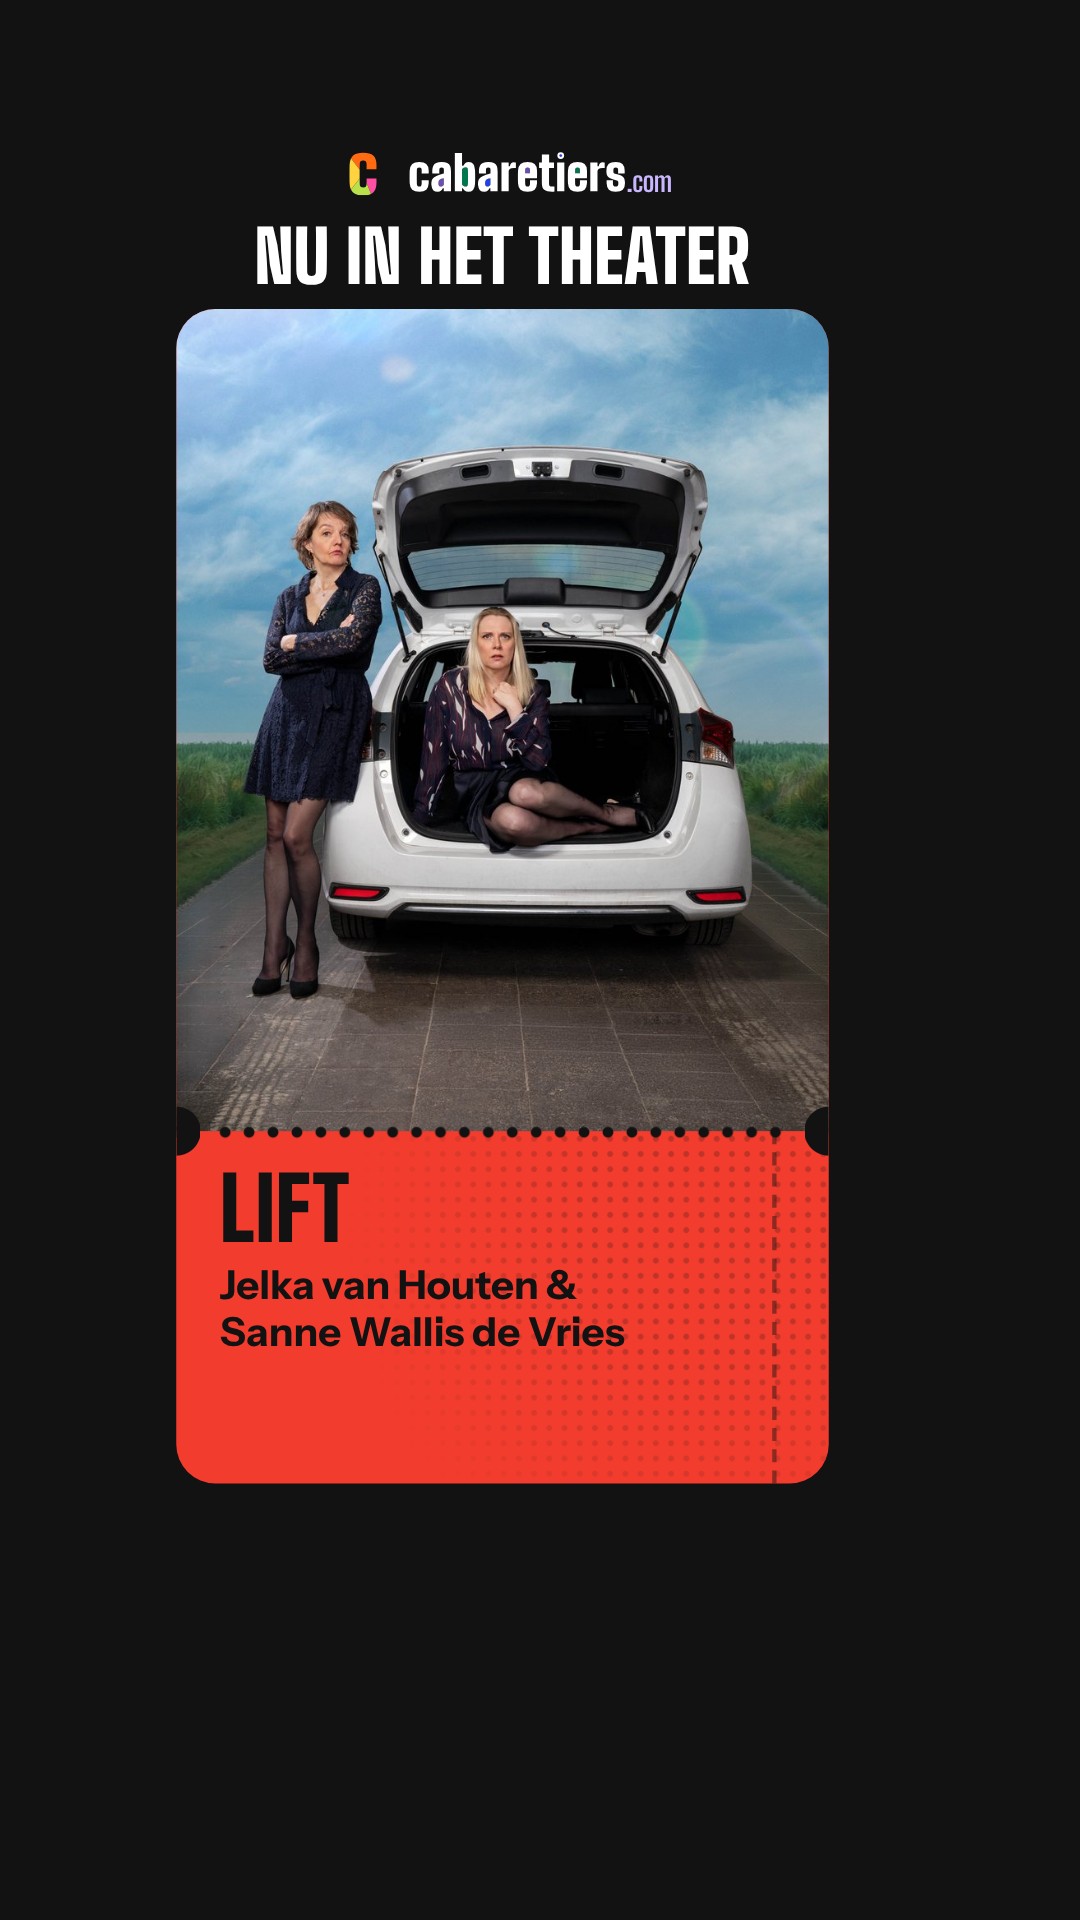 cabaretiers.com
NU IN HET THEATER
LIFT
Jelka van Houten &
Sanne Wallis de Vries